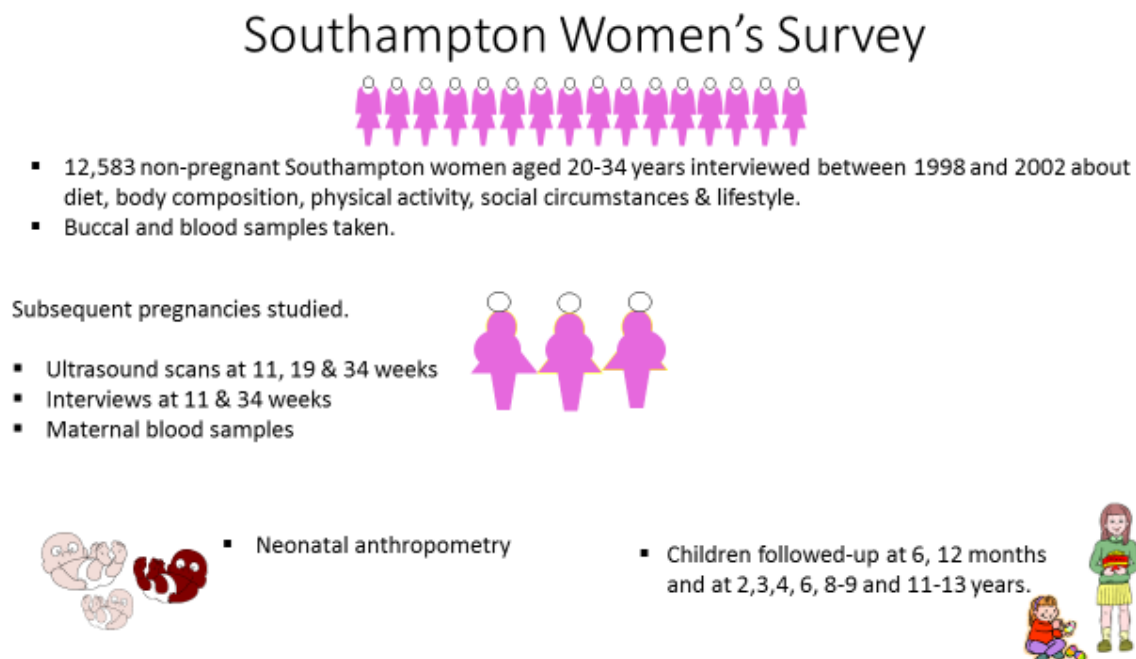 Southampton Women's Survey
▪ 12,583 non-pregnant Southampton women aged 20-34 years interviewed between 1998 and 2002 about
diet, body composition, physical activity, social circumstances & lifestyle.
▪ Buccal and blood samples taken.
Subsequent pregnancies studied.
▪ Ultrasound scans at 11, 19 & 34 weeks
▪ Interviews at 11 & 34 weeks
▪ Maternal blood samples
▪ Neonatal anthropometry
▪ Children followed-up at 6, 12 months
and at 2,3,4, 6, 8-9 and 11-13 years.